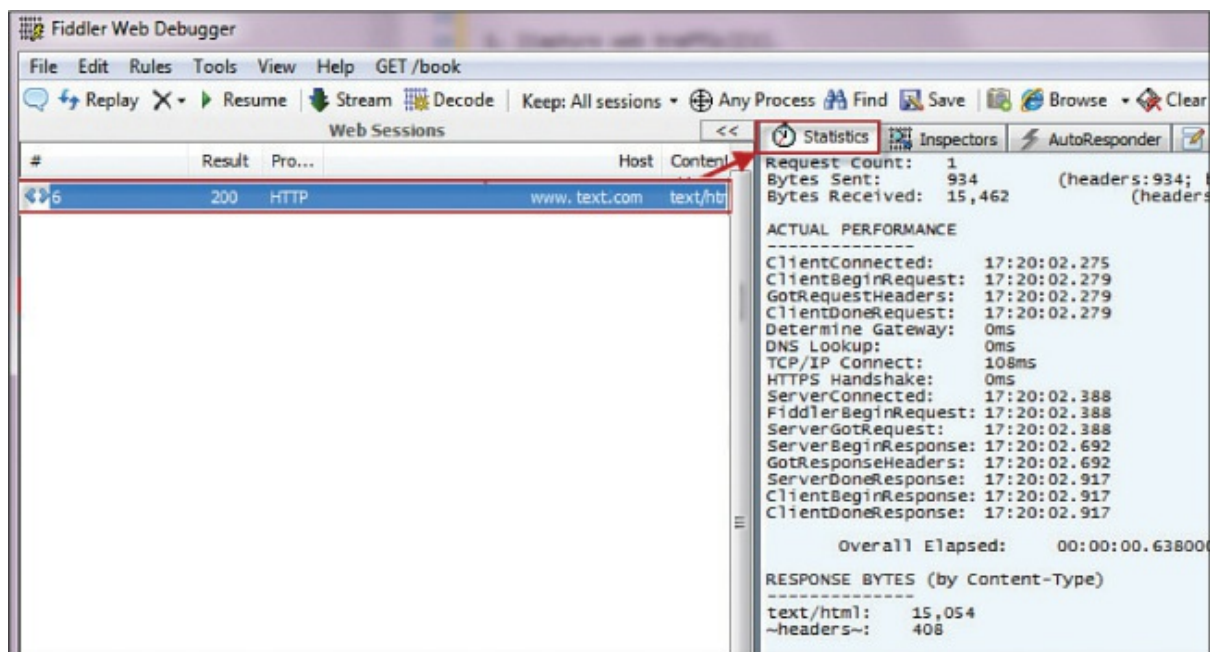 Fiddler Web Debugger
File Edit Rules Tools View Help GET /book
Replay Resume Stream Decode Keep: All sessions Any Process Find Save Browse Clear
Web Sessions <<
Statistics Inspectors AutoResponder
# Result Pro... Host Content
6 200 HTTP www.text.com text/htr
Request Count: 1
Bytes Sent: 934 (headers:934;
Bytes Received: 15,462 (headers
ACTUAL PERFORMANCE
--------------
ClientConnected: 17:20:02.275
ClientBeginRequest: 17:20:02.279
GotRequestHeaders: 17:20:02.279
ClientDoneRequest: 17:20:02.279
Determine Gateway: 0ms
DNS Lookup: 0ms
TCP/IP Connect: 108ms
HTTPS Handshake: 0ms
ServerConnected: 17:20:02.388
FiddlerBeginRequest: 17:20:02.388
ServerGotRequest: 17:20:02.388
ServerBeginResponse: 17:20:02.692
GotResponseHeaders: 17:20:02.692
ServerDoneResponse: 17:20:02.917
ClientBeginResponse: 17:20:02.917
ClientDoneResponse: 17:20:02.917
Overall Elapsed: 00:00:00.638000
RESPONSE BYTES (by Content-Type)
--------------
text/html: 15,054
~headers~: 408